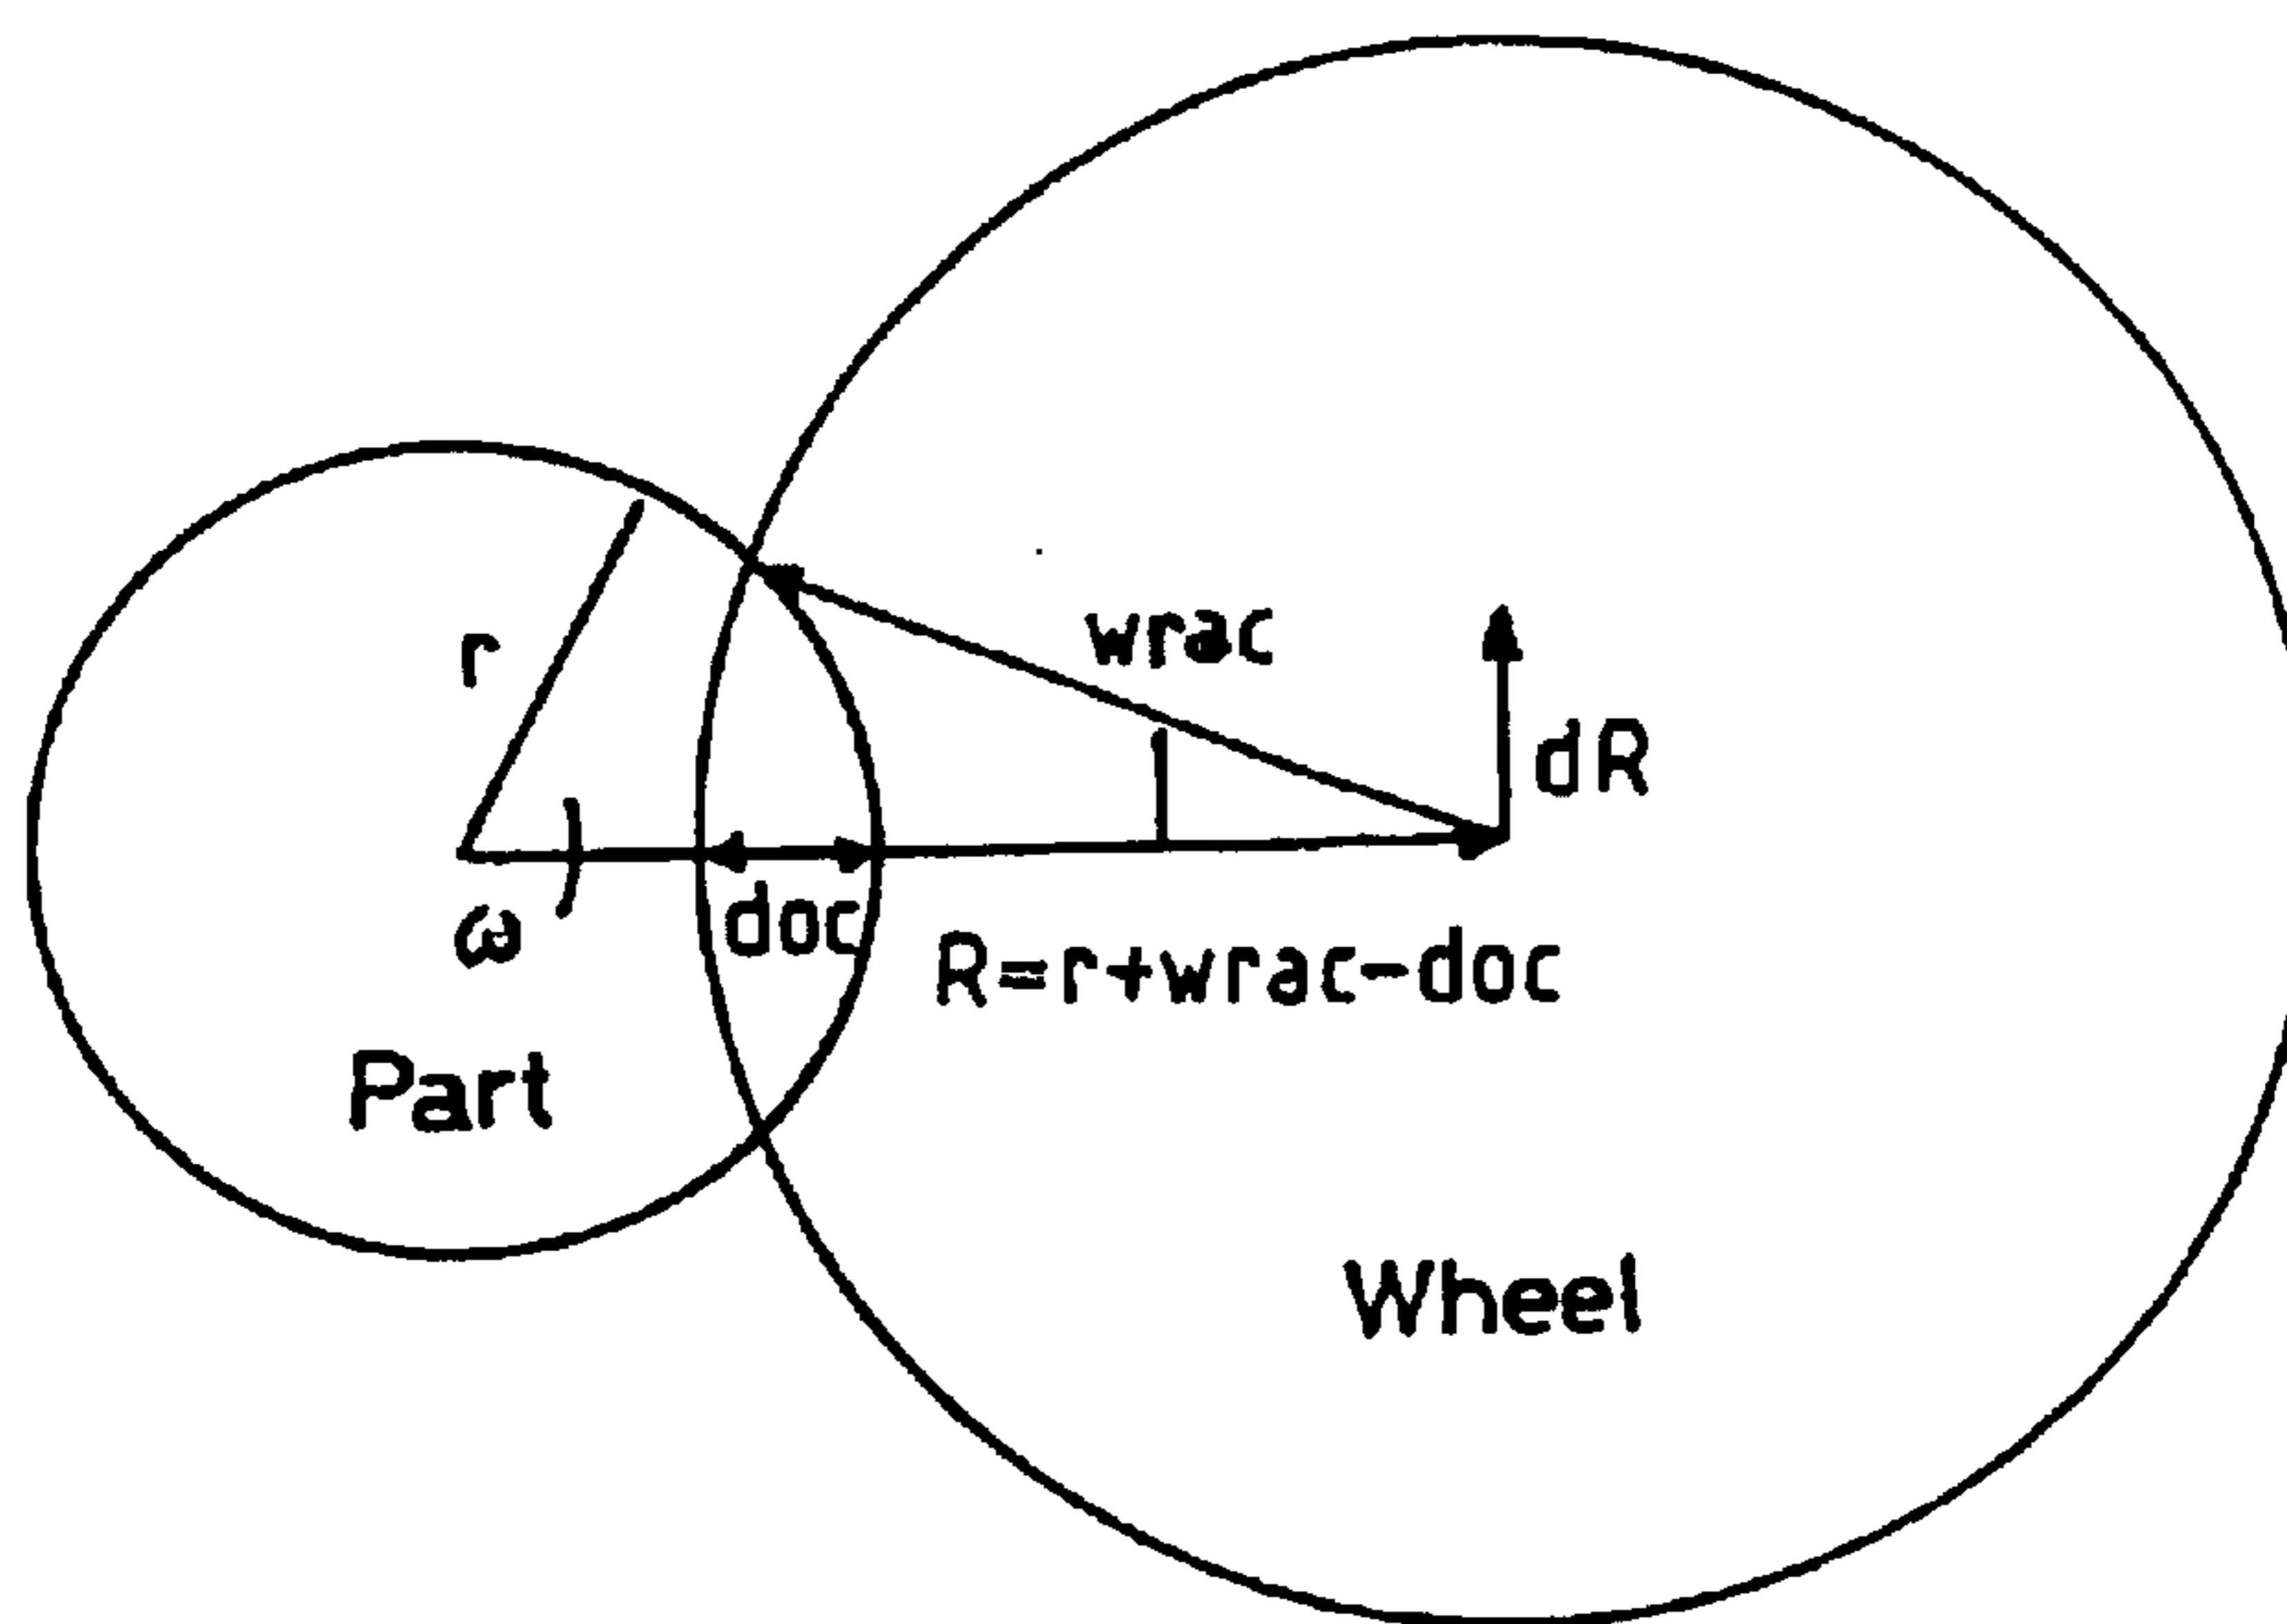 r
wrac
dR
ω
doc
R=r+wrac-doc
Part
Wheel